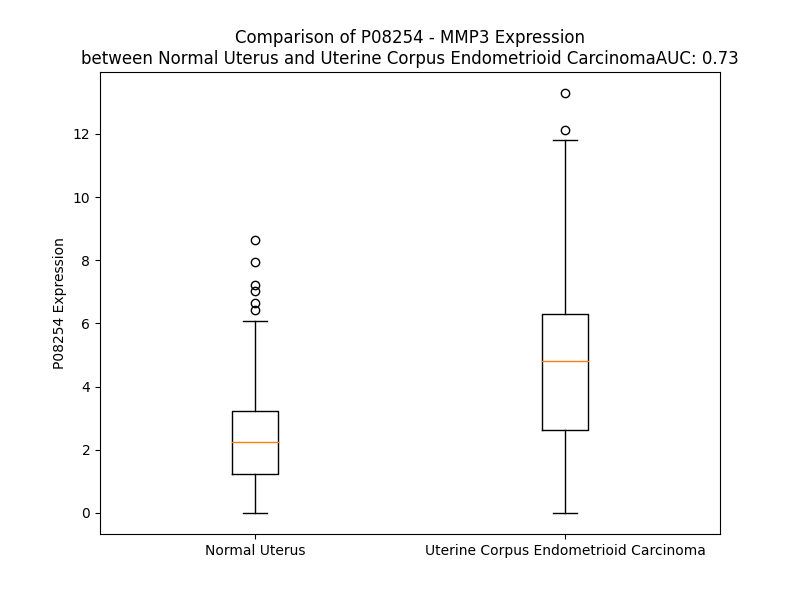 Comparison of P08254 - MMP3 Expression
between Normal Uterus and Uterine Corpus Endometrioid CarcinomaAUC: 0.73
P08254 Expression
12
10
8
6
4
2
0
Normal Uterus
Uterine Corpus Endometrioid Carcinoma